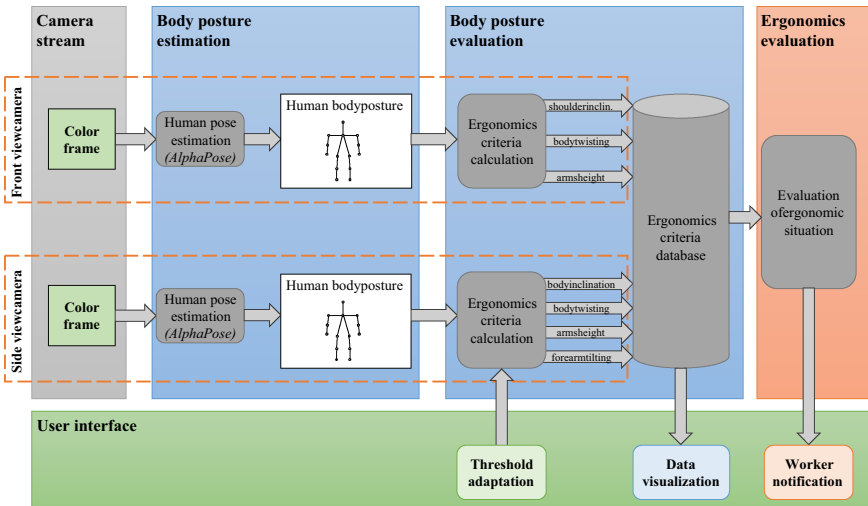 Camera
stream
Body posture
estimation
Body posture
evaluation
Ergonomics
evaluation
Front viewcamera
Color
frame
Human pose
estimation
(AlphaPose)
Human bodyposture
Ergonomics
criteria
calculation
shoulderinclin.
bodytwisting
armsheight
Ergonomics
criteria
database
Evaluation
ofergonomic
situation
Side viewcamera
Color
frame
Human pose
estimation
(AlphaPose)
Human bodyposture
Ergonomics
criteria
calculation
bodyinclination
bodytwisting
armsheight
forearmtilting
User interface
Threshold
adaptation
Data
visualization
Worker
notification